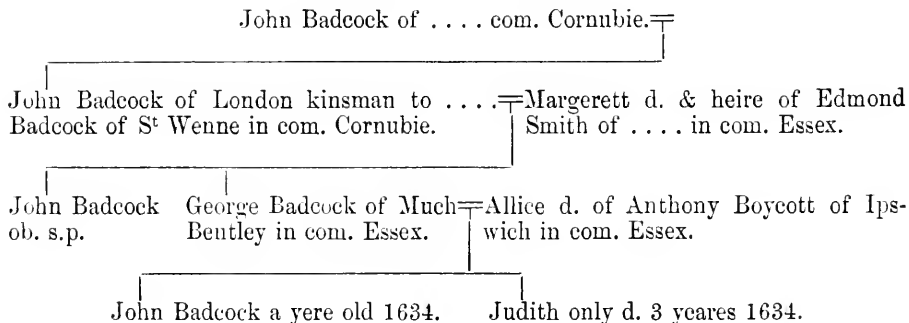 John Badcock of . . . . com. Cornubie.
John Badcock of London kinsman to . . . . Margerett d. & heire of Edmond
Badcock of St Wenne in com. Cornubie. Smith of . . . . in com. Essex.
John Badcock George Badcock of Much Allice d. of Anthony Boycott of Ips-
ob. s.p. Bentley in com. Essex. wich in com. Essex.
John Badcock a yere old 1634. Judith only d. 3 yeares 1634.